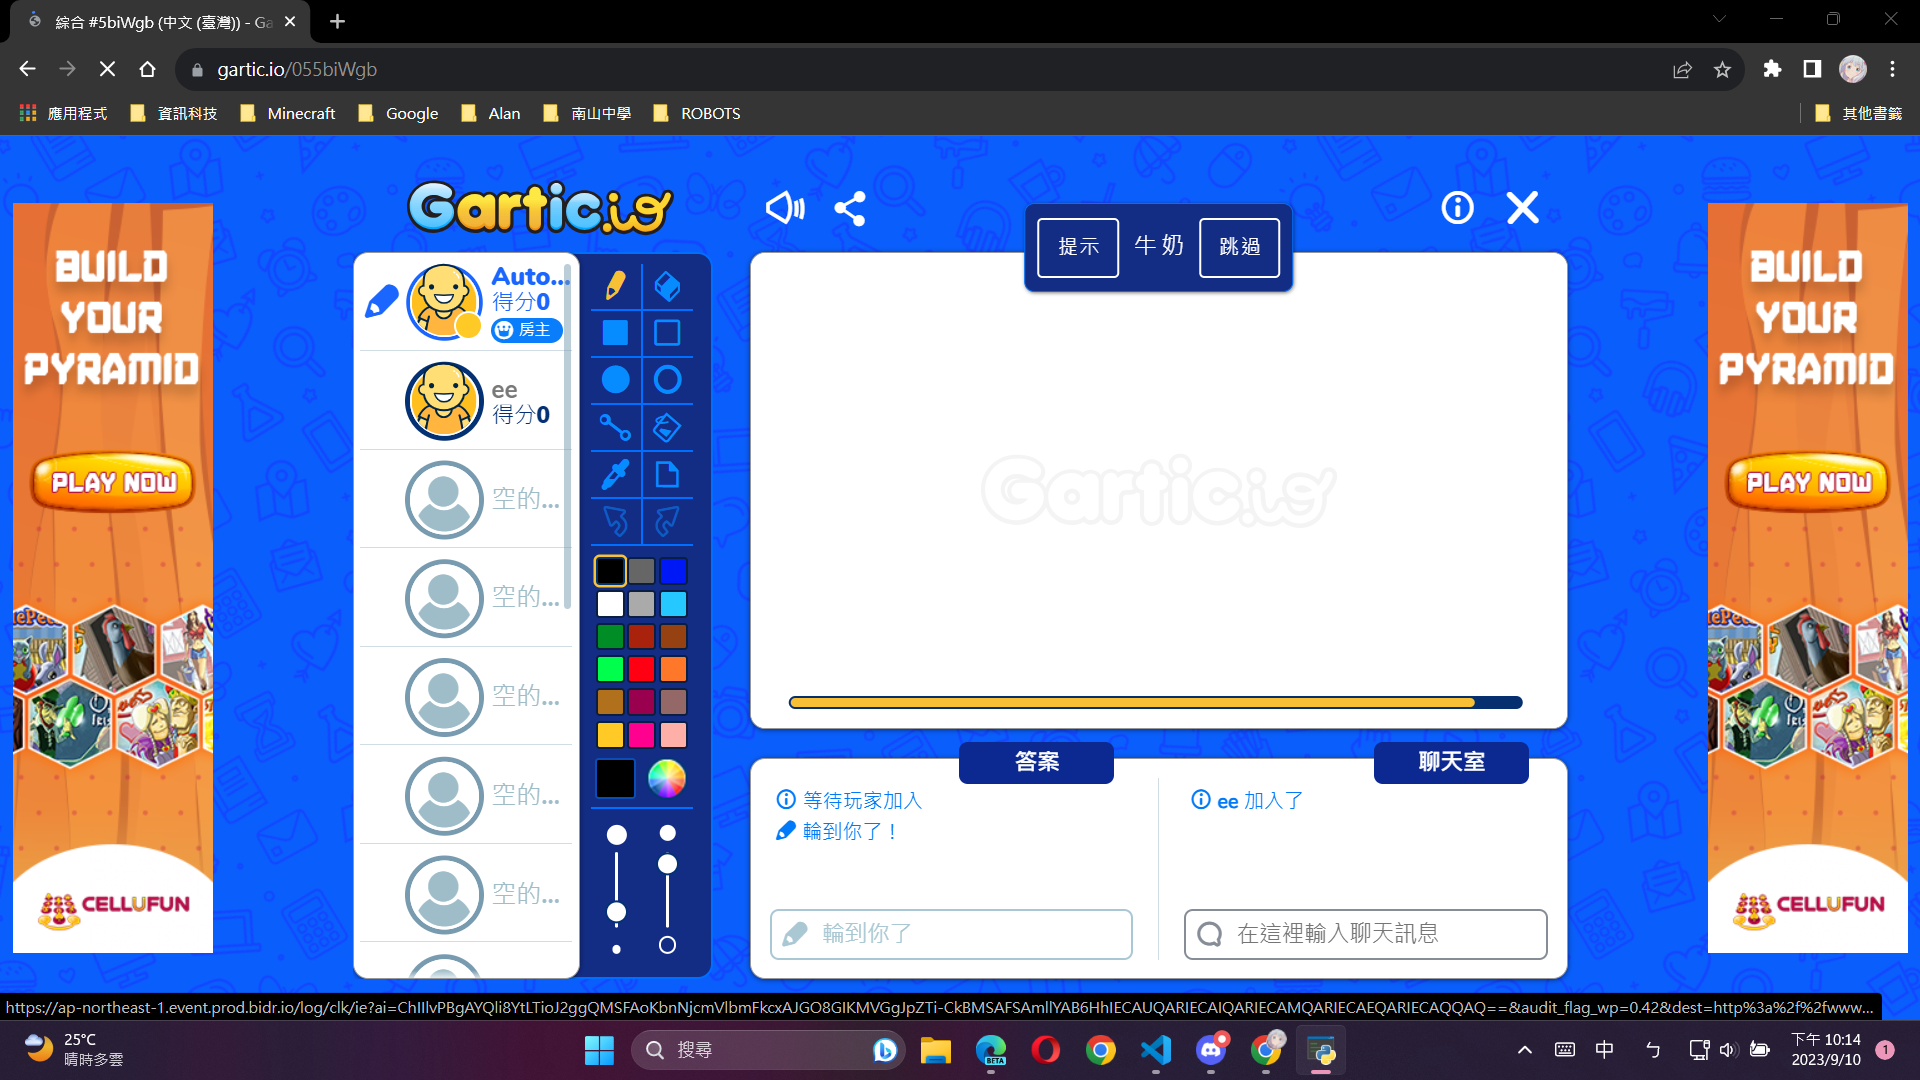 綜合 #5biWgb (中文 (臺灣)) - Ga
gartic.io/055biWgb
應用程式
資訊科技
Minecraft
Google
Alan
南山中學
ROBOTS
其他書籤
BUILD
YOUR
PYRAMID
PLAY NOW
CELLUFUN
Gartic.io
Auto...
得分0
房主
ee
得分0
空的...
空的...
空的...
空的...
空的...
提示
牛奶
跳過
Gartic.io
答案
等待玩家加入
輪到你了！
輪到你了
聊天室
ee 加入了
在這裡輸入聊天訊息
BUILD
YOUR
PYRAMID
PLAY NOW
CELLUFUN
https://ap-northeast-1.event.prod.bidr.io/log/clk/ie?ai=ChIIlvPBgAYQli8YtLTioJ2ggQMSFAoKbnNjcmVlbmFkcxAJGO8GIKMVGgJpZTi-CkBMSAFSAmllYAB6HhIECAUQARIECAIQARIECAMQARIECAEQARIECAQQAQ==&audit_flag_wp=0.42&dest=http%3a%2f%2fwww...
25°C
晴時多雲
搜尋
BETA
中
ㄣ
下午 10:14
2023/9/10
1